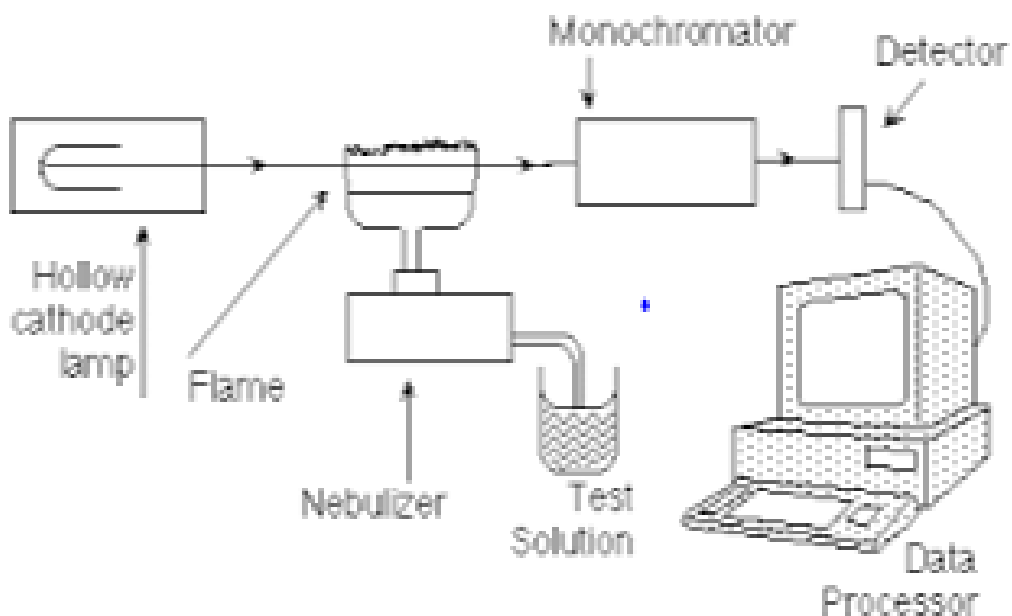 Monochromator
Detector
Hollow
cathode
lamp
Flame
Nebulizer
Test
Solution
Data
Processor